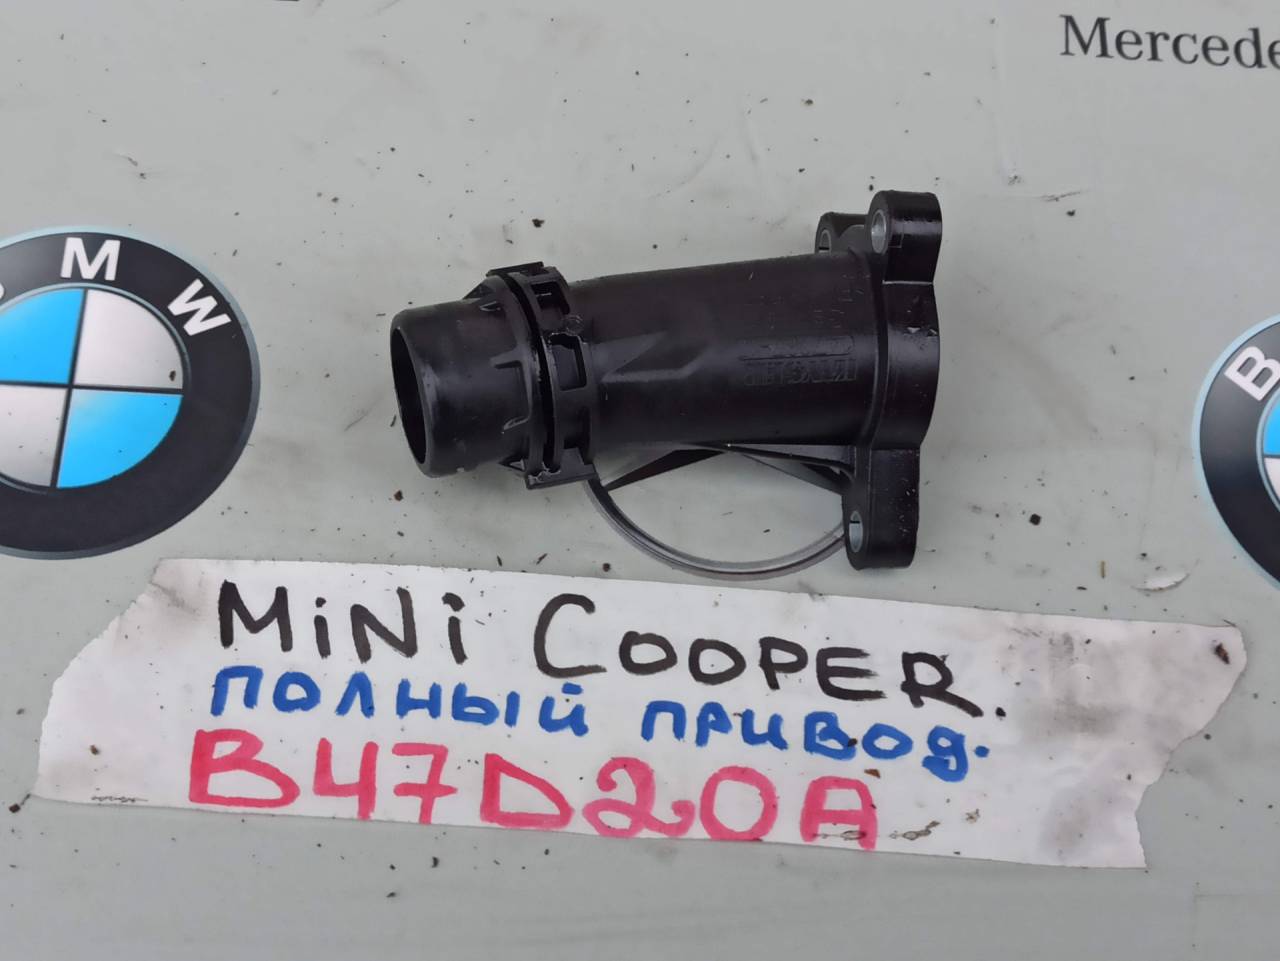 Mercede
M W
B
MiNi COOPER.
ПОЛНЫЙ ПРИВОД.
B47D20A